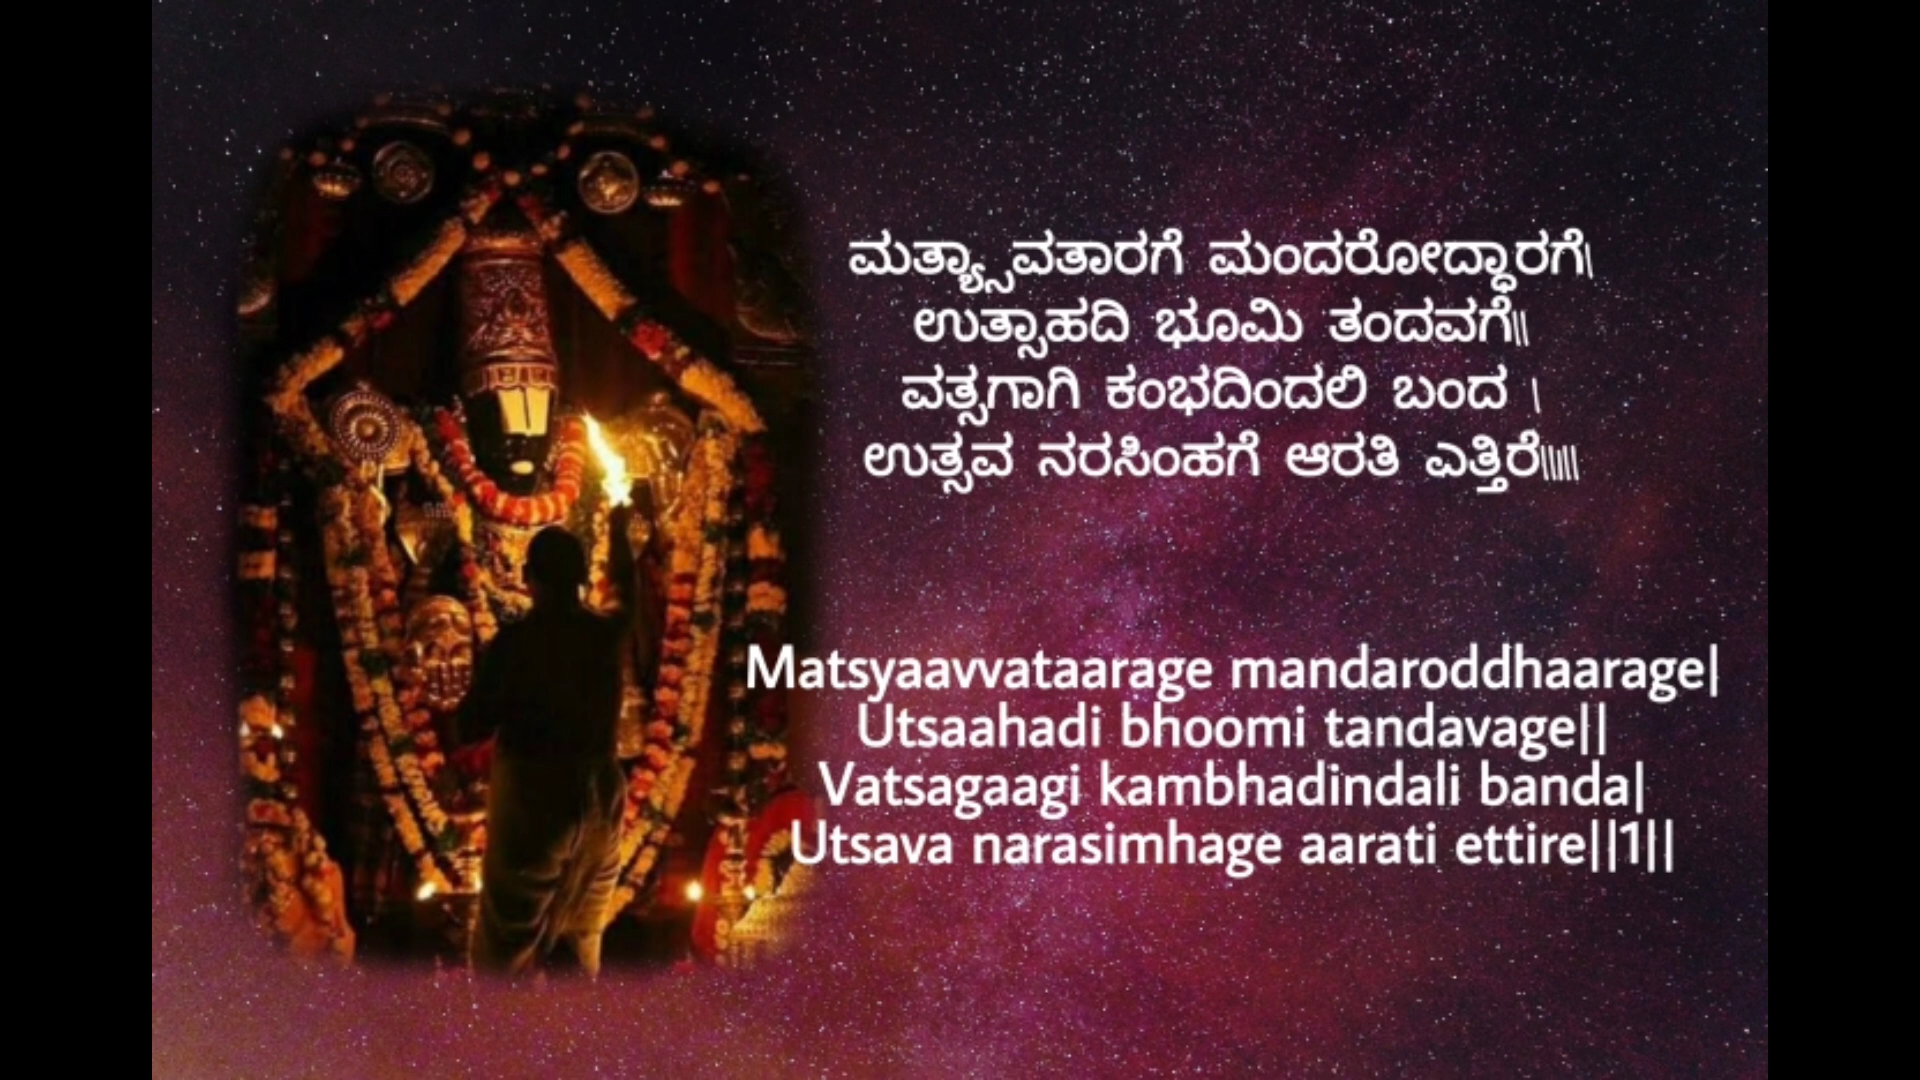 ಮತ್ಸ್ಯಾವತಾರಗೆ ಮಂದರೋದ್ಧಾರಗೆ|
ಉತ್ಸಾಹದಿ ಭೂಮಿ ತಂದವಗೆ||
ವತ್ಸಗಾಗಿ ಕಂಭದಿಂದಲಿ ಬಂದ |
ಉತ್ಸವ ನರಸಿಂಹಗೆ ಆರತಿ ಎತ್ತಿರೆ|||||
Matsyaavvataarage mandaroddhaarage|
Utsaahadi bhoomi tandavage||
Vatsagaagi kambhadindali banda|
Utsava narasimhage aarati ettire||1||